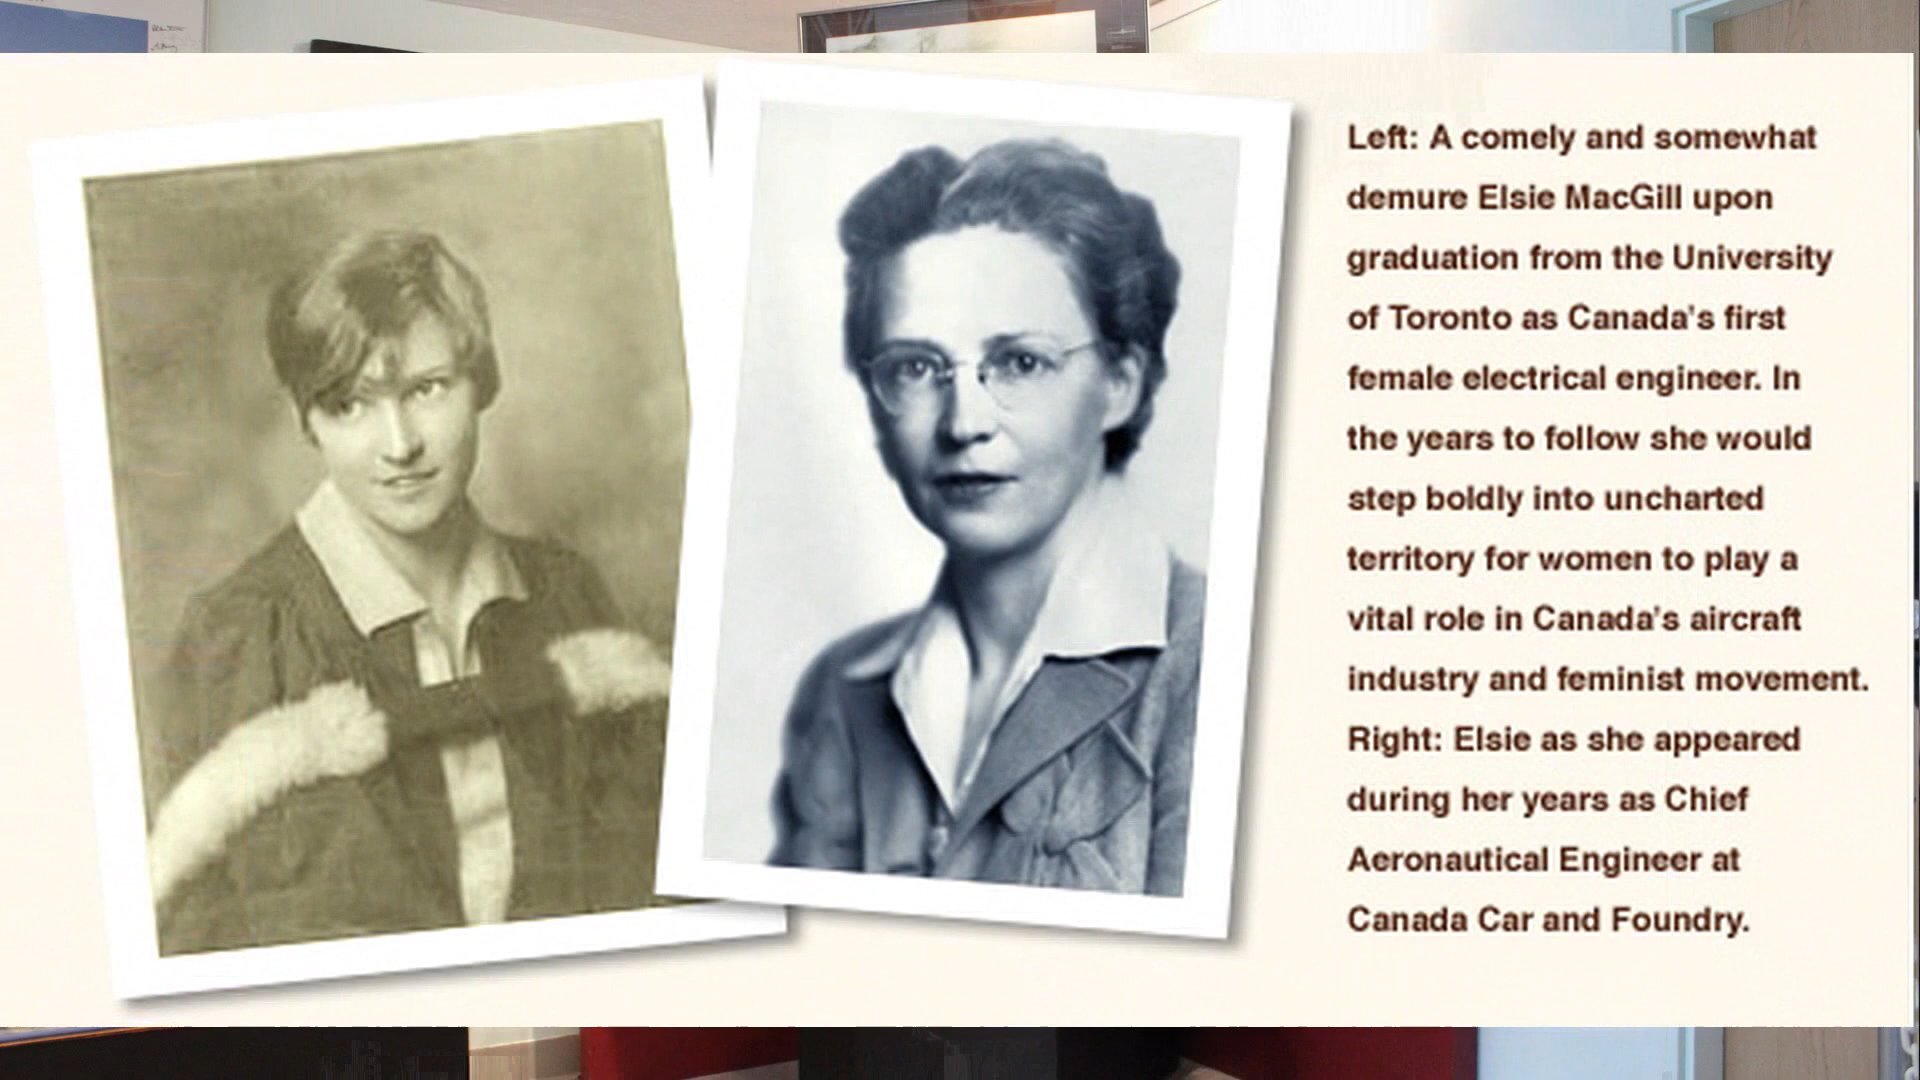 Left: A comely and somewhat
demure Elsie MacGill upon
graduation from the University
of Toronto as Canada's first
female electrical engineer. In
the years to follow she would
step boldly into uncharted
territory for women to play a
vital role in Canada's aircraft
industry and feminist movement.
Right: Elsie as she appeared
during her years as Chief
Aeronautical Engineer at
Canada Car and Foundry.